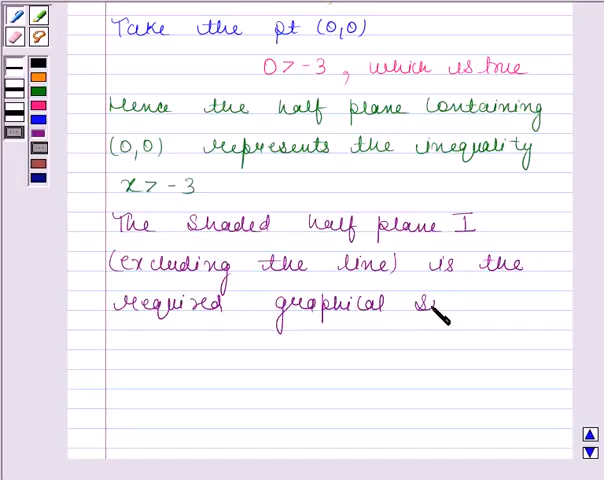 Take the pt (0,0)
0 > -3, which is true
Hence the half plane containing
(0,0) represents the inequality
x > -3
The shaded half plane I
(excluding the line) is the
required graphical s